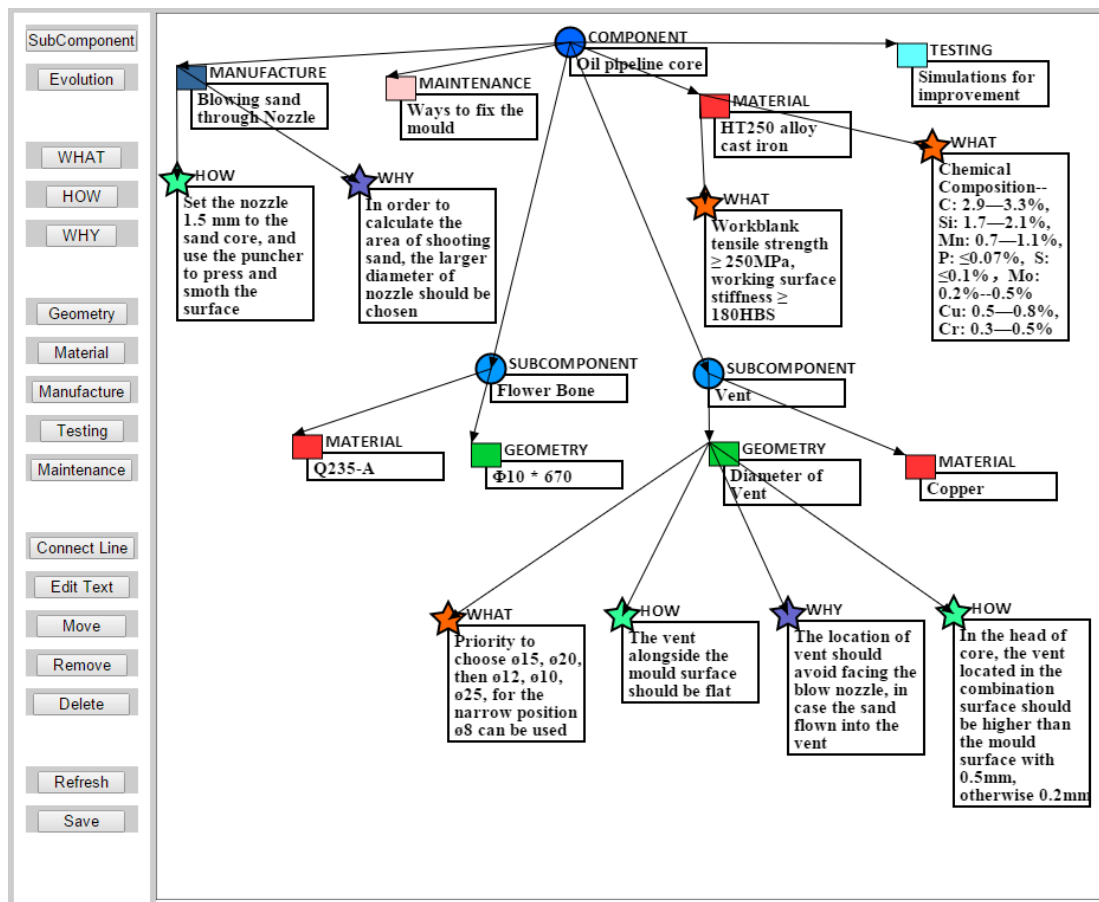 SubComponent
Evolution
WHAT
HOW
WHY
Geometry
Material
Manufacture
Testing
Maintenance
Connect Line
Edit Text
Move
Remove
Delete
Refresh
Save
COMPONENT
Oil pipeline core
TESTING
Simulations for
improvement
MANUFACTURE
Blowing sand
through Nozzle
MAINTENANCE
Ways to fix the
mould
MATERIAL
HT250 alloy
cast iron
HOW
Set the nozzle
1.5 mm to the
sand core, and
use the puncher
to press and
smoth the
surface
WHY
In order to
calculate the
area of shooting
sand, the larger
diameter of
nozzle should be
chosen
WHAT
Workblank
tensile strength
≥ 250MPa,
working surface
stiffness ≥
180HBS
WHAT
Chemical
Composition--
C: 2.9—3.3%,
Si: 1.7—2.1%,
Mn: 0.7—1.1%,
P: ≤0.07%, S:
≤0.1%，Mo:
0.2%--0.5%
Cu: 0.5—0.8%,
Cr: 0.3—0.5%
SUBCOMPONENT
Flower Bone
SUBCOMPONENT
Vent
MATERIAL
Q235-A
GEOMETRY
Φ10 * 670
GEOMETRY
Diameter of
Vent
MATERIAL
Copper
WHAT
Priority to
choose ø15, ø20,
then ø12, ø10,
ø25, for the
narrow position
ø8 can be used
HOW
The vent
alongside the
mould surface
should be flat
WHY
The location of
vent should
avoid facing the
blow nozzle, in
case the sand
flown into the
vent
HOW
In the head of
core, the vent
located in the
combination
surface should
be higher than
the mould
surface with
0.5mm,
otherwise 0.2mm